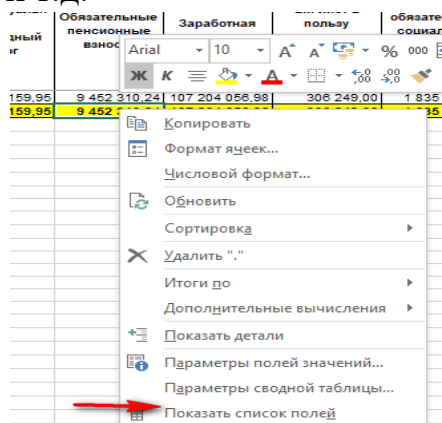 Обязательные пенсионные взнос
Заработная
пользу
обязате социал
Arial 10 % 000
Ж К А
159,95 9 452 310,24 107 204 056,98 306 249,00 1 835
159,95 9 452
Копировать
Формат ячеек...
Числовой формат...
Обновить
Сортировка
Удалить "."
Итоги по
Дополнительные вычисления
Показать детали
Параметры полей значений...
Параметры сводной таблицы...
Показать список полей